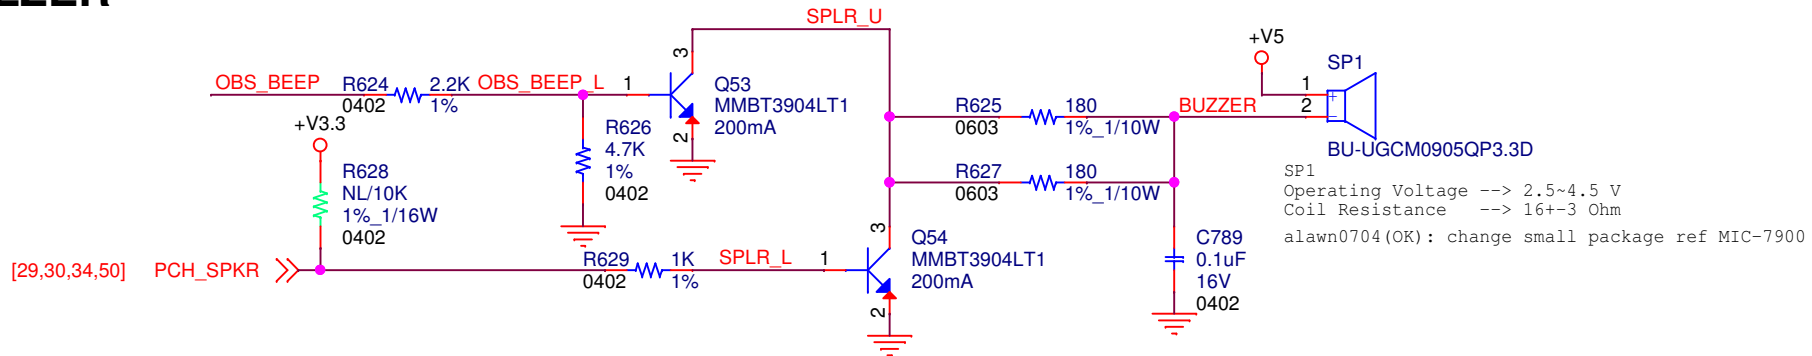 SPLR_U
+V5
SP1
OBS_BEEP
R624
2.2K
0402
1%
OBS_BEEP_L
1
3
2
Q53
MMBT3904LT1
200mA
R625
0603
180
1%_1/10W
BUZZER
1
2
BU-UGCM0905QP3.3D
+V3.3
R626
4.7K
1%
0402
R628
NL/10K
1%_1/16W
0402
R627
0603
180
1%_1/10W
SP1
Operating Voltage --> 2.5~4.5 V
Coil Resistance --> 16+-3 Ohm
alawn0704(OK): change small package ref MIC-7900
[29,30,34,50]
PCH_SPKR
R629
0402
1K
1%
SPLR_L
1
3
2
Q54
MMBT3904LT1
200mA
C789
0.1uF
16V
0402